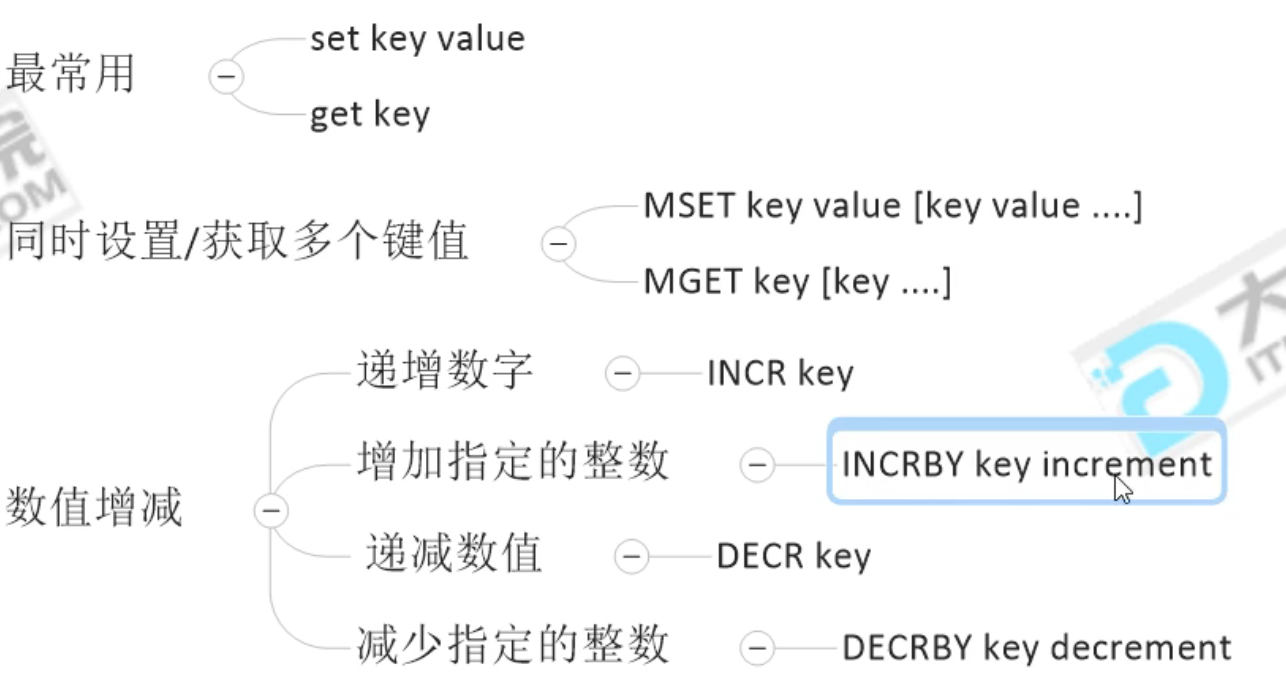 最常用
set key value
get key
同时设置/获取多个键值
MSET key value [key value ....]
MGET key [key ....]
数值增减
递增数字
INCR key
增加指定的整数
INCRBY key increment
递减数值
DECR key
减少指定的整数
DECRBY key decrement